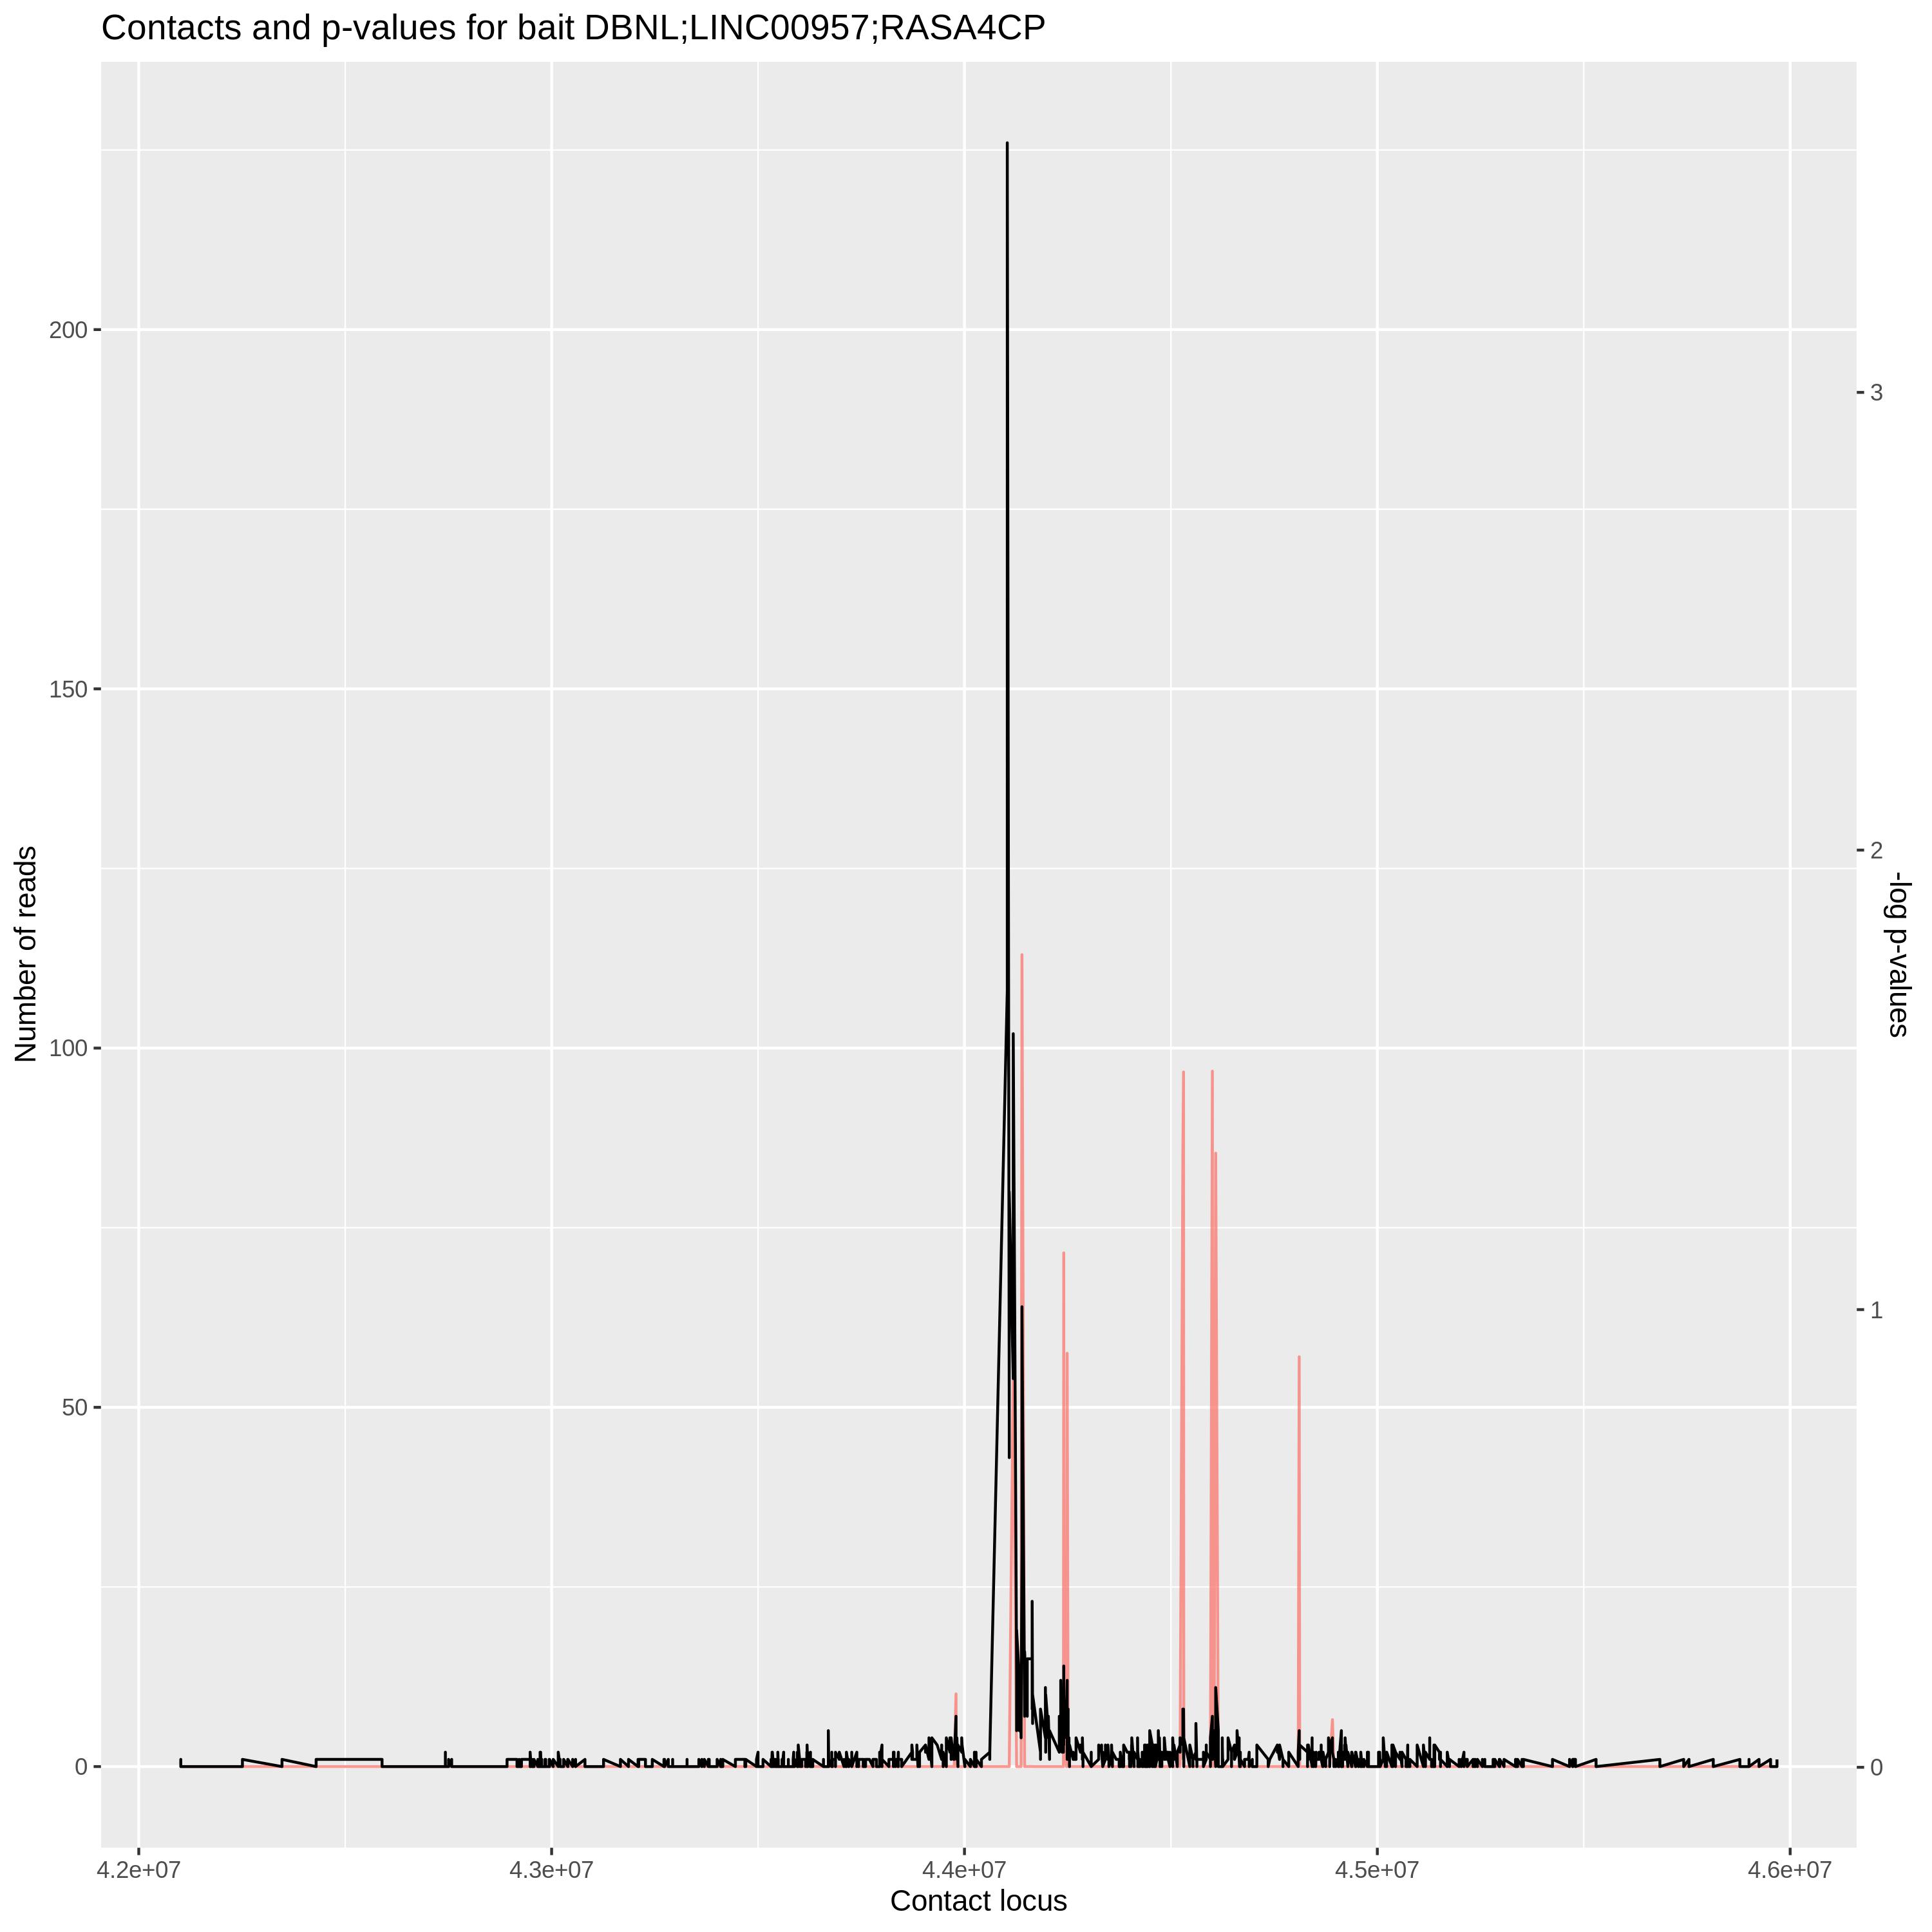 Contacts and p-values for bait DBNL;LINC00957;RASA4CP
200
150
100
50
0
Number of reads
3
2
1
0
-log p-values
4.2e+07 4.3e+07 4.4e+07 4.5e+07 4.6e+07
Contact locus